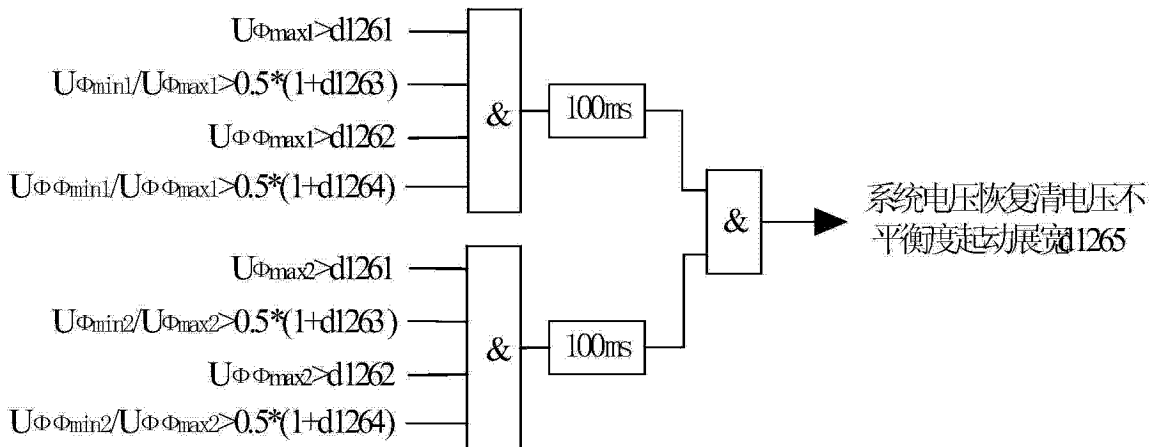 UΦmax1>d1261
UΦmin1/UΦmax1>0.5*(1+d1263)
UΦΦmax1>d1262
UΦΦmin1/UΦΦmax1>0.5*(1+d1264)
&
100ms
UΦmax2>d1261
UΦmin2/UΦmax2>0.5*(1+d1263)
UΦΦmax2>d1262
UΦΦmin2/UΦΦmax2>0.5*(1+d1264)
&
100ms
&
系统电压恢复清电压不
平衡度起动展宽d1265